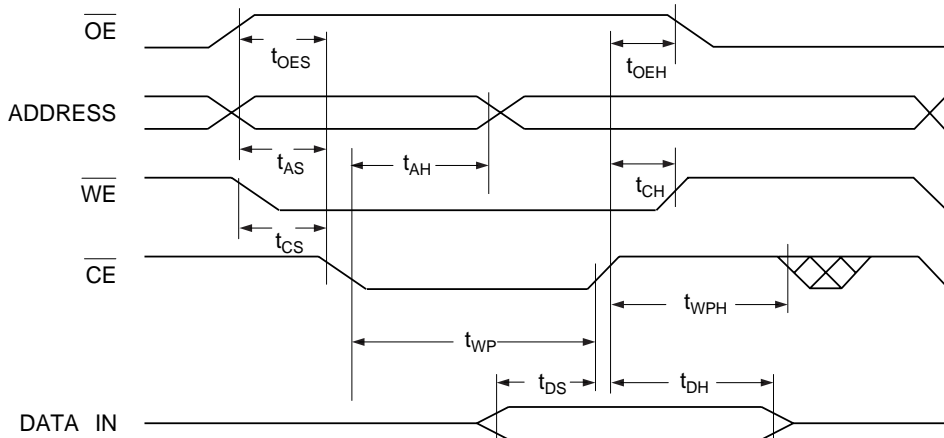 OE
tOES
tOEH
ADDRESS
tAS
tAH
WE
tCH
tCS
CE
tWPH
tWP
tDS
tDH
DATA IN